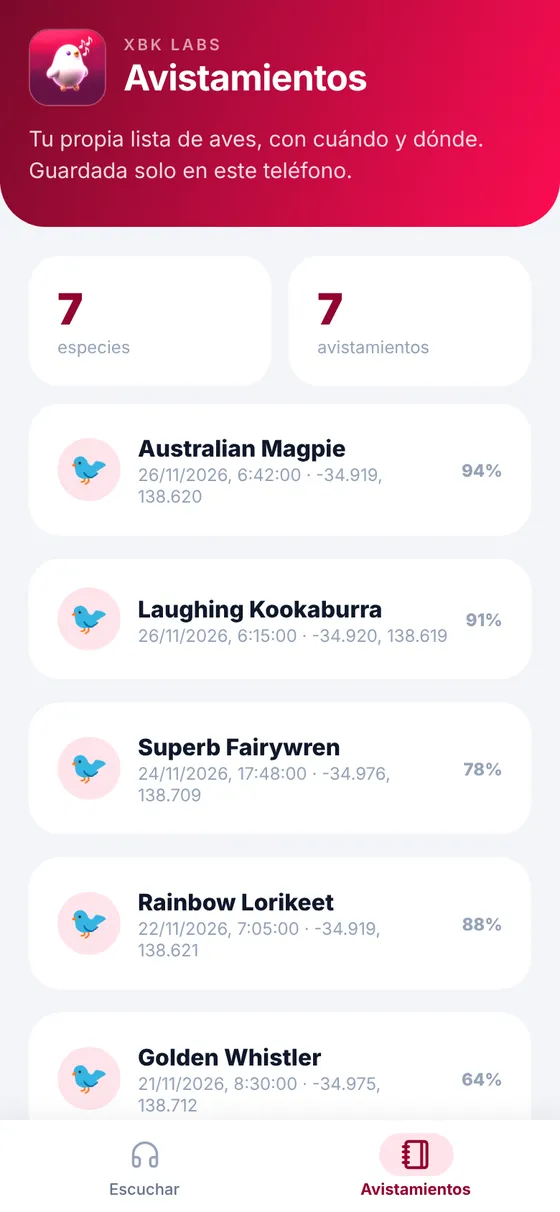 XBK LABS
Avistamientos
Tu propia lista de aves, con cuándo y dónde.
Guardada solo en este teléfono.
7
especies
7
avistamientos
Australian Magpie
26/11/2026, 6:42:00 · -34.919,
138.620
94%
Laughing Kookaburra
26/11/2026, 6:15:00 · -34.920, 138.619
91%
Superb Fairywren
24/11/2026, 17:48:00 · -34.976,
138.709
78%
Rainbow Lorikeet
22/11/2026, 7:05:00 · -34.919,
138.621
88%
Golden Whistler
21/11/2026, 8:30:00 · -34.975,
138.712
64%
Escuchar
Avistamientos